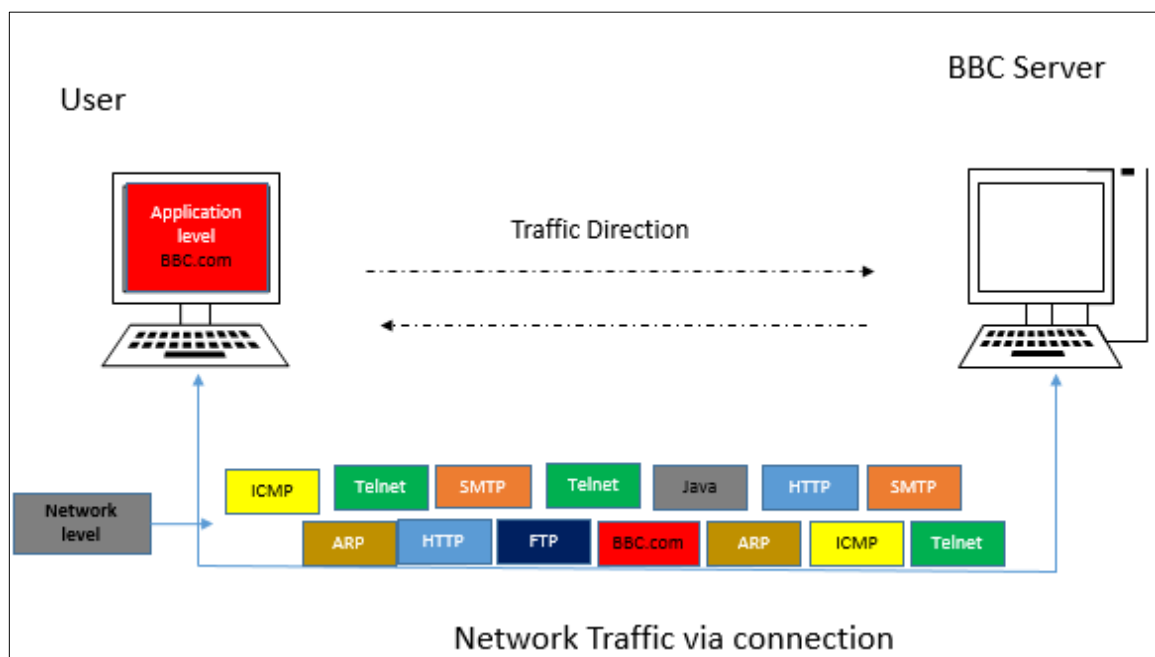 BBC Server
User
Application
level
BBC.com
Traffic Direction
ICMP
Telnet
SMTP
Telnet
Java
HTTP
SMTP
Network
level
ARP
HTTP
FTP
BBC.com
ARP
ICMP
Telnet
Network Traffic via connection